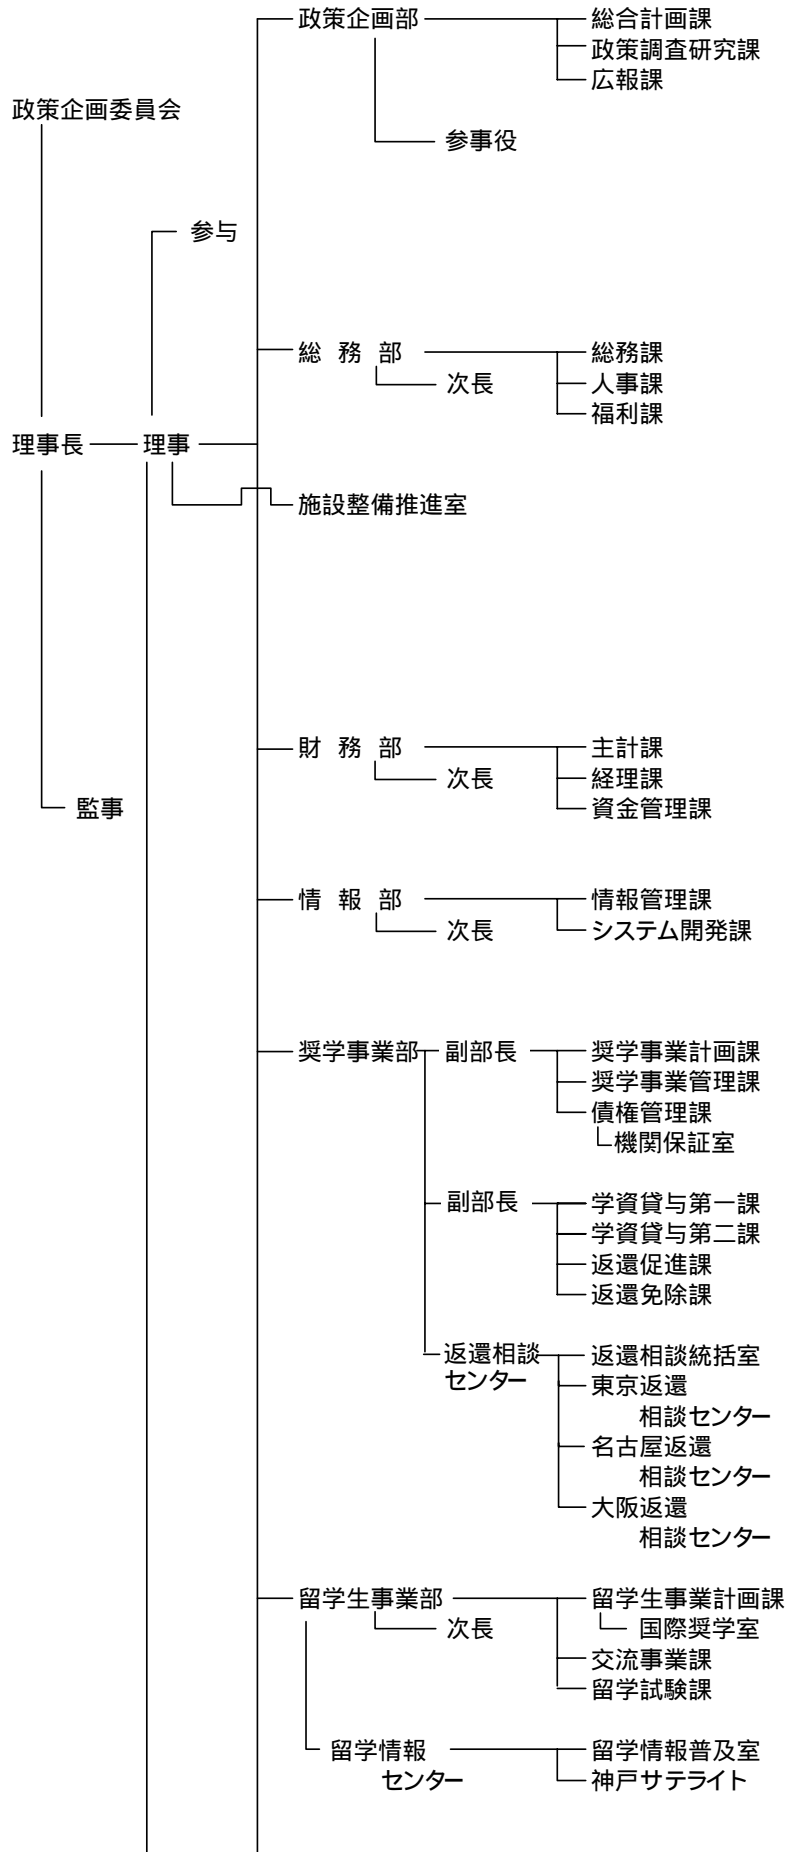 政策企画部 総合計画課
政策調査研究課
広報課
政策企画委員会
参事役
参与
総務部 総務課
次長 人事課
福利課
理事長 理事
施設整備推進室
財務部 主計課
次長 経理課
監事 資金管理課
情報部 情報管理課
次長 システム開発課
奨学事業部 副部長 奨学事業計画課
奨学事業管理課
債権管理課
機関保証室
副部長 学資貸与第一課
学資貸与第二課
返還促進課
返還免除課
返還相談 返還相談統括室
センター 東京返還
相談センター
名古屋返還
相談センター
大阪返還
相談センター
留学生事業部 留学生事業計画課
次長 国際奨学室
交流事業課
留学試験課
留学情報 留学情報普及室
センター 神戸サテライト